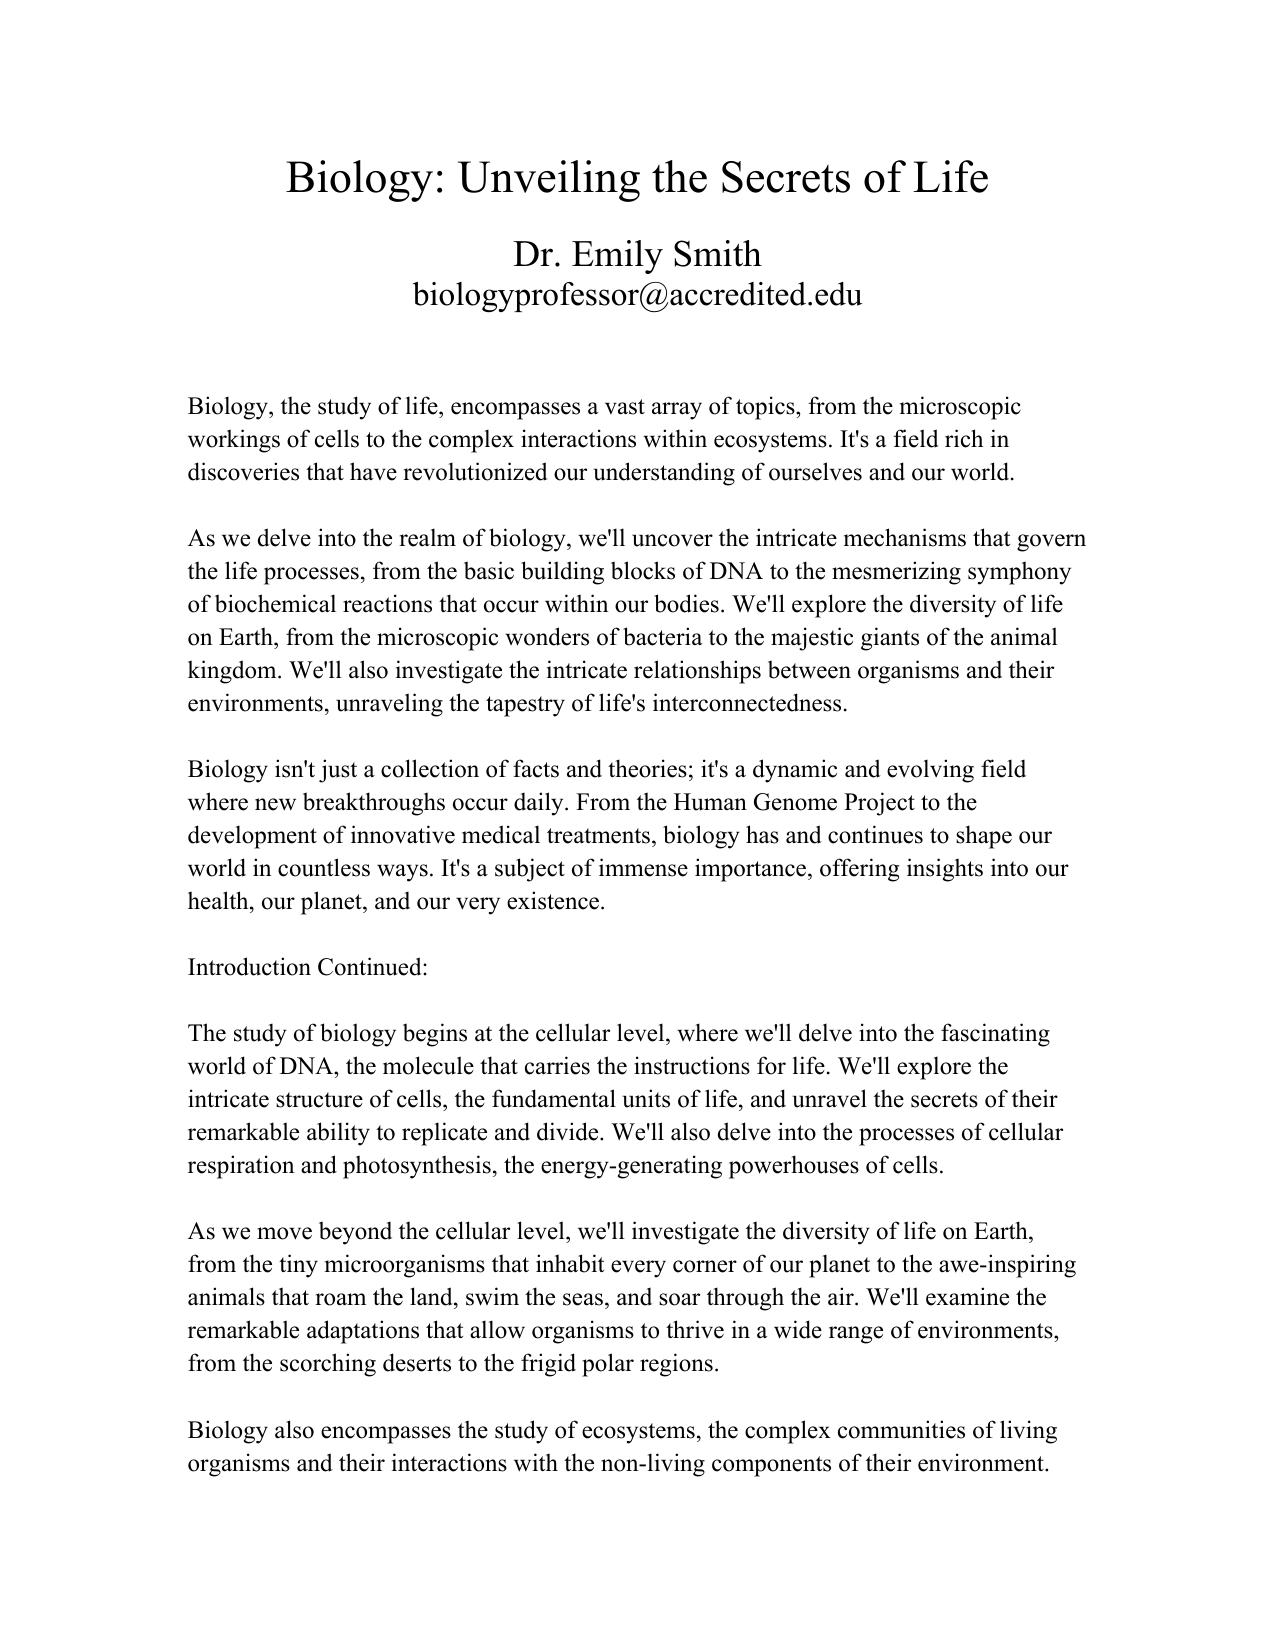 Biology: Unveiling the Secrets of Life
Dr. Emily Smith
biologyprofessor@accredited.edu
Biology, the study of life, encompasses a vast array of topics, from the microscopic
workings of cells to the complex interactions within ecosystems. It's a field rich in
discoveries that have revolutionized our understanding of ourselves and our world.
As we delve into the realm of biology, we'll uncover the intricate mechanisms that govern
the life processes, from the basic building blocks of DNA to the mesmerizing symphony
of biochemical reactions that occur within our bodies. We'll explore the diversity of life
on Earth, from the microscopic wonders of bacteria to the majestic giants of the animal
kingdom. We'll also investigate the intricate relationships between organisms and their
environments, unraveling the tapestry of life's interconnectedness.
Biology isn't just a collection of facts and theories; it's a dynamic and evolving field
where new breakthroughs occur daily. From the Human Genome Project to the
development of innovative medical treatments, biology has and continues to shape our
world in countless ways. It's a subject of immense importance, offering insights into our
health, our planet, and our very existence.
Introduction Continued:
The study of biology begins at the cellular level, where we'll delve into the fascinating
world of DNA, the molecule that carries the instructions for life. We'll explore the
intricate structure of cells, the fundamental units of life, and unravel the secrets of their
remarkable ability to replicate and divide. We'll also delve into the processes of cellular
respiration and photosynthesis, the energy-generating powerhouses of cells.
As we move beyond the cellular level, we'll investigate the diversity of life on Earth,
from the tiny microorganisms that inhabit every corner of our planet to the awe-inspiring
animals that roam the land, swim the seas, and soar through the air. We'll examine the
remarkable adaptations that allow organisms to thrive in a wide range of environments,
from the scorching deserts to the frigid polar regions.
Biology also encompasses the study of ecosystems, the complex communities of living
organisms and their interactions with the non-living components of their environment.